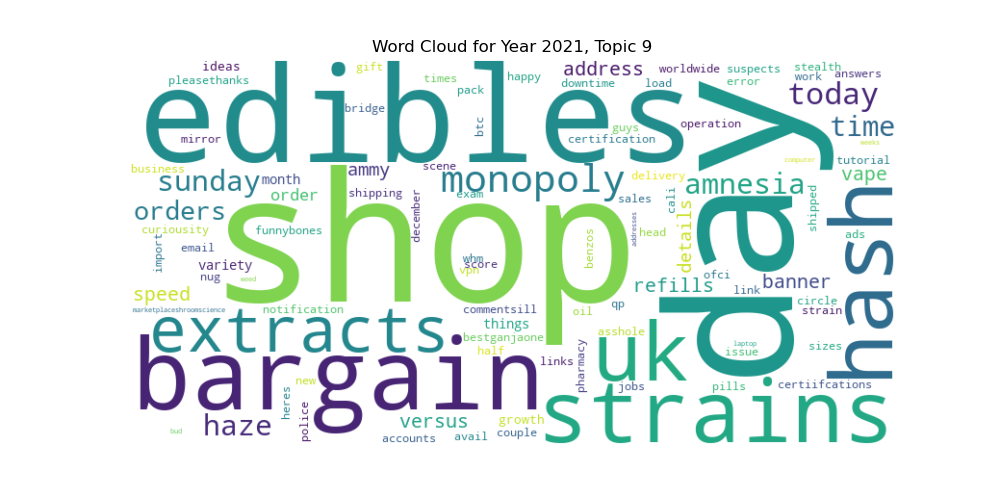 Word Cloud for Year 2021, Topic 9
ideas
gift
times
happy
address
worldwide
suspects
stealth
pleasethanks
edibles
pack
downtime
load
error
work
answers
bridge
btc
guys
today
mirror
certification
operation
time
day
weeks
business
sunday
month
ammy
scene
monopoly
delivery
amnesia
computer
tutorial
vape
order
shipping
exam
sales
cali
shipped
orders
shop
december
addresses
details
hash
curiousity
funnybones
benzos
head
ads
import
email
variety
whm
score
vpn
nug
weed
ofci
banner
speed
refills
link
circle
marketplaceshroomscience
notification
commentsill
oil
qp
strain
extracts
things
asshole
uk
bestganjaone
laptop
issue
sizes
bargain
half
links
pharmacy
new
heres
jobs
pills
certiifcations
strains
haze
police
versus
growth
bud
accounts
avail
couple